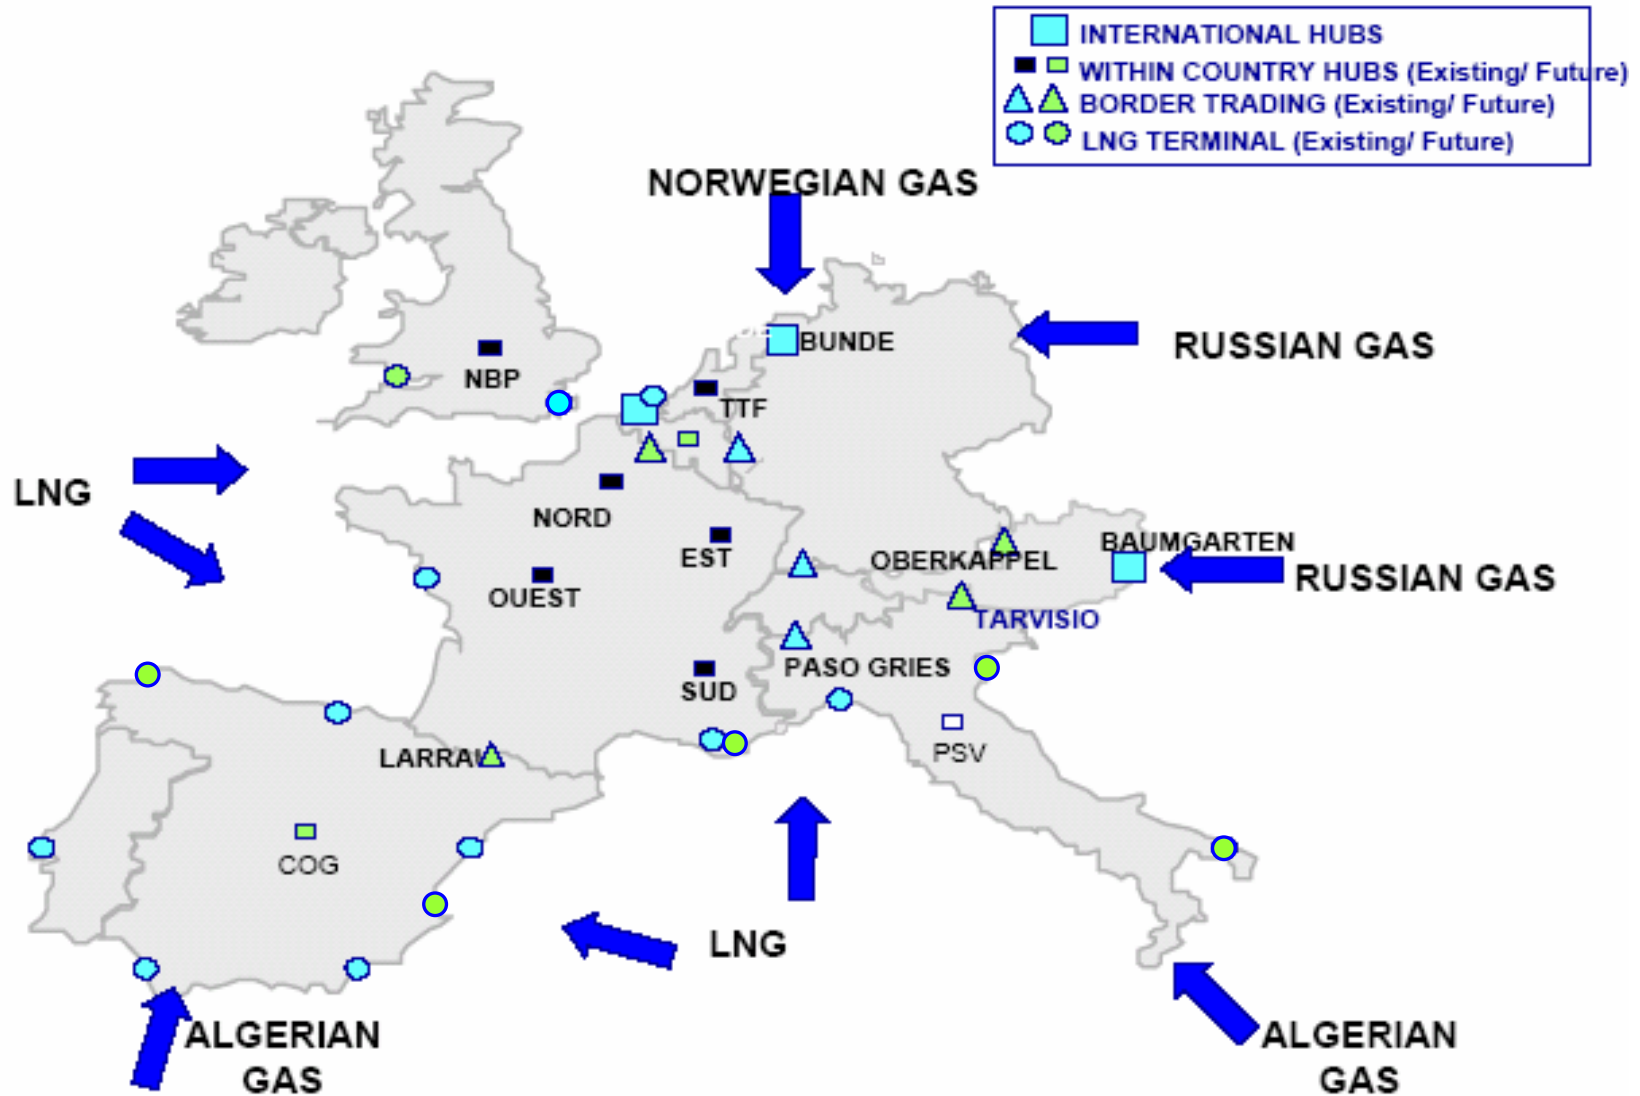 INTERNATIONAL HUBS
WITHIN COUNTRY HUBS (Existing/ Future)
BORDER TRADING (Existing/ Future)
LNG TERMINAL (Existing/ Future)
NORWEGIAN GAS
RUSSIAN GAS
BUNDE
NBP
TTF
LNG
NORD
EST
OUEST
OBERKAPPEL
BAUMGARTEN
RUSSIAN GAS
TARVISIO
PASO GRIES
SUD
PSV
LARRAU
COG
LNG
ALGERIAN
GAS
ALGERIAN
GAS